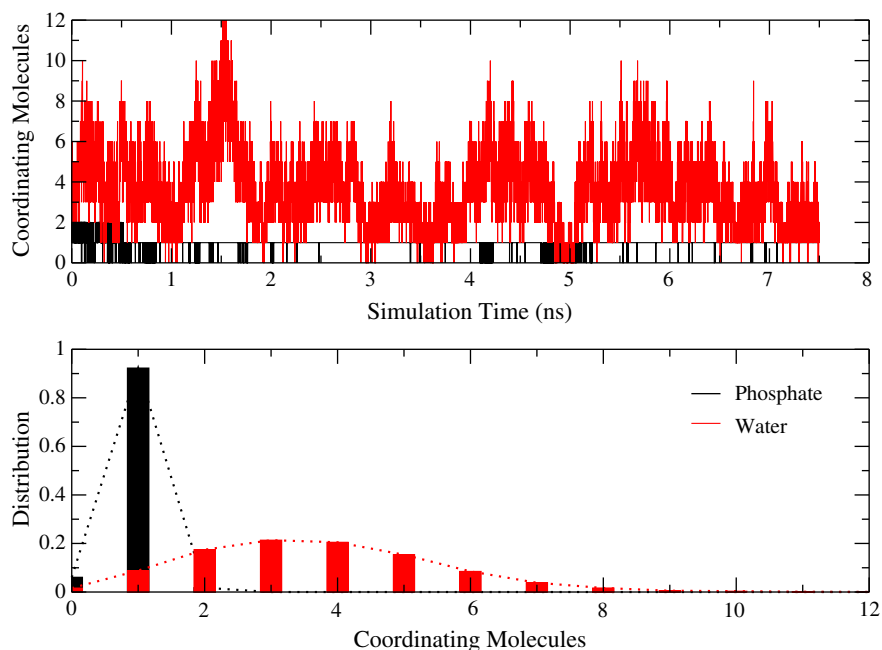 Coordinating Molecules
12
10
8
6
4
2
0
0 1 2 3 4 5 6 7 8
Simulation Time (ns)
Distribution
1
0.8
0.6
0.4
0.2
0
Phosphate
Water
0 2 4 6 8 10 12
Coordinating Molecules